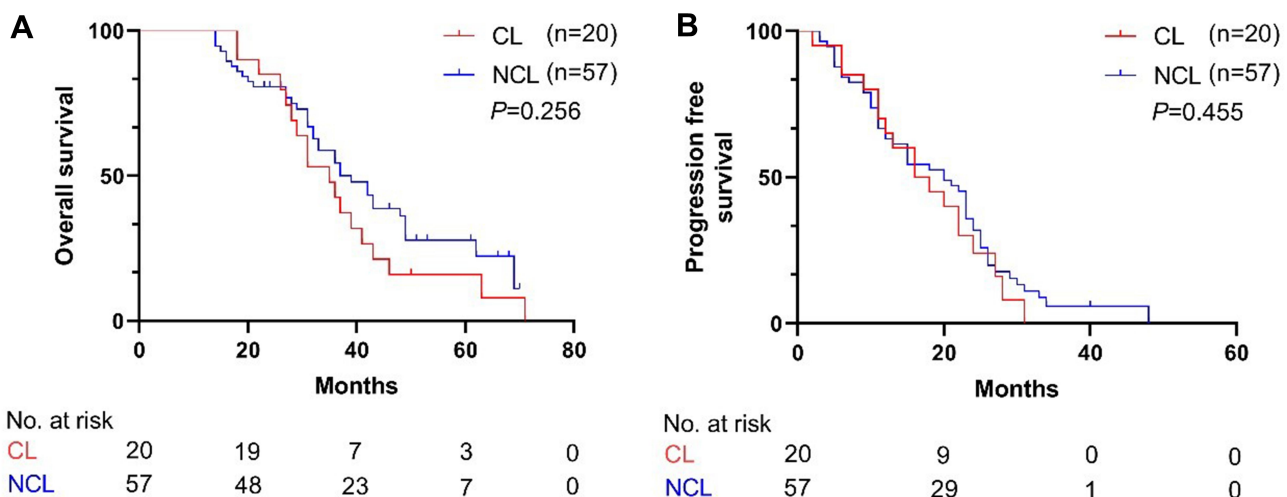 A
100
50
0
Overall survival
CL (n=20)
NCL (n=57)
P=0.256
0 20 40 60 80
Months
No. at risk
CL 20 19 7 3 0
NCL 57 48 23 7 0
B
100
50
0
Progression free
survival
CL (n=20)
NCL (n=57)
P=0.455
0 20 40 60
Months
No. at risk
CL 20 9 0 0
NCL 57 29 1 0